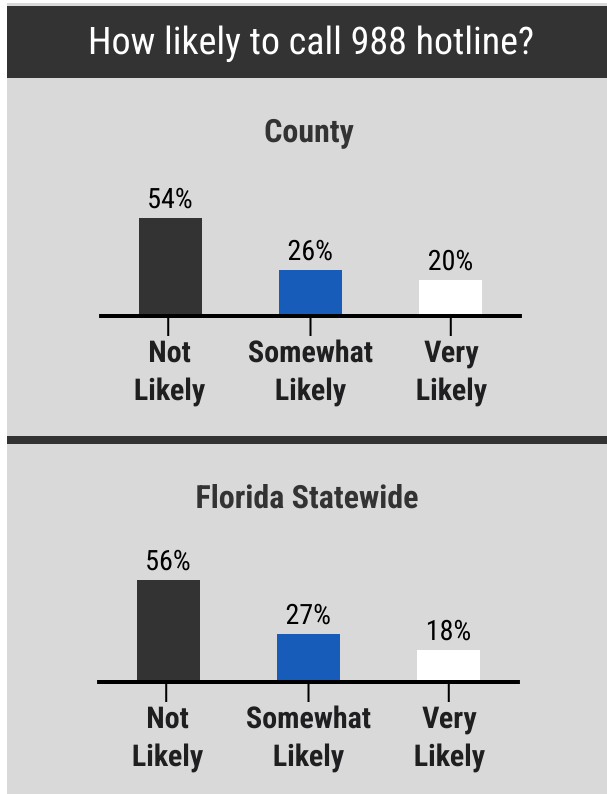 How likely to call 988 hotline?
County
54%
26%
20%
Not Likely
Somewhat Likely
Very Likely
Florida Statewide
56%
27%
18%
Not Likely
Somewhat Likely
Very Likely